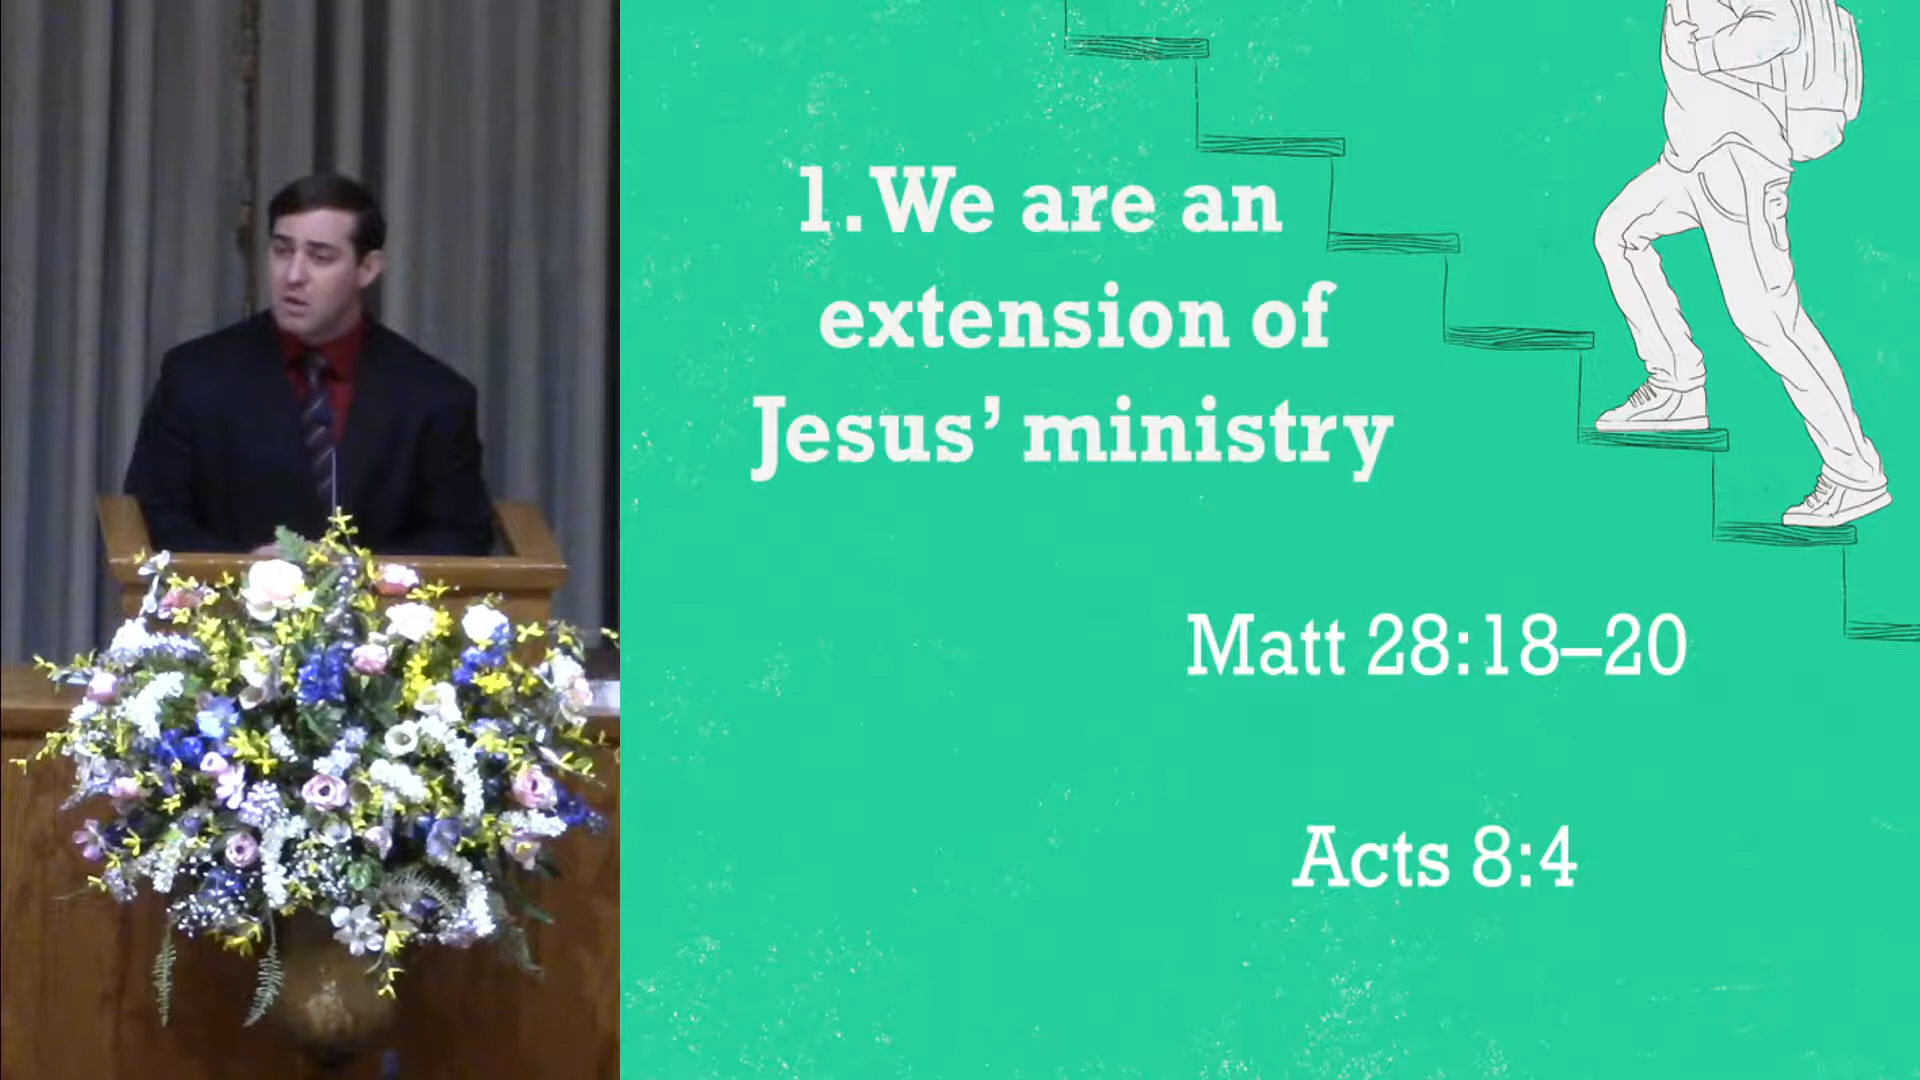 1. We are an
extension of
Jesus’ ministry
Matt 28:18–20
Acts 8:4